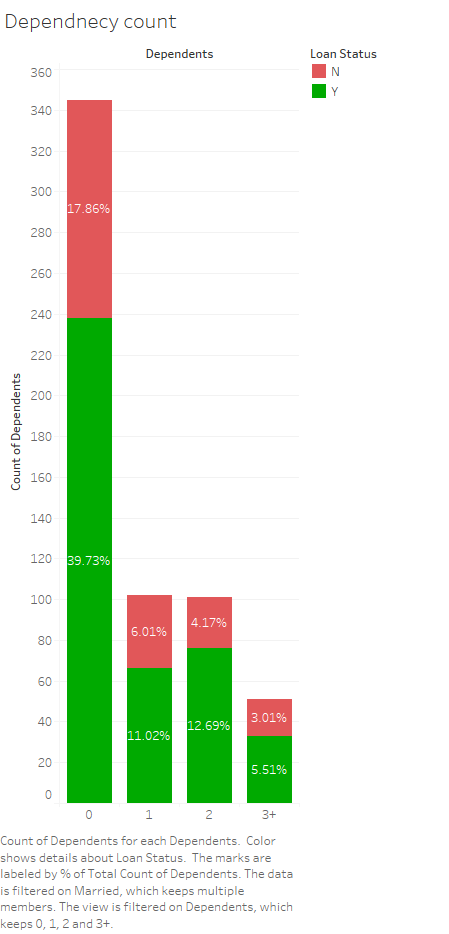 Dependnecy count
Dependents
Loan Status
N
Y
360
340
320
300
280
260
240
220
200
180
160
140
120
100
80
60
40
20
0
Count of Dependents
17.86%
39.73%
6.01%
11.02%
4.17%
12.69%
3.01%
5.51%
0 1 2 3+
Count of Dependents for each Dependents. Color
shows details about Loan Status. The marks are
labeled by % of Total Count of Dependents. The data
is filtered on Married, which keeps multiple
members. The view is filtered on Dependents, which
keeps 0, 1, 2 and 3+.